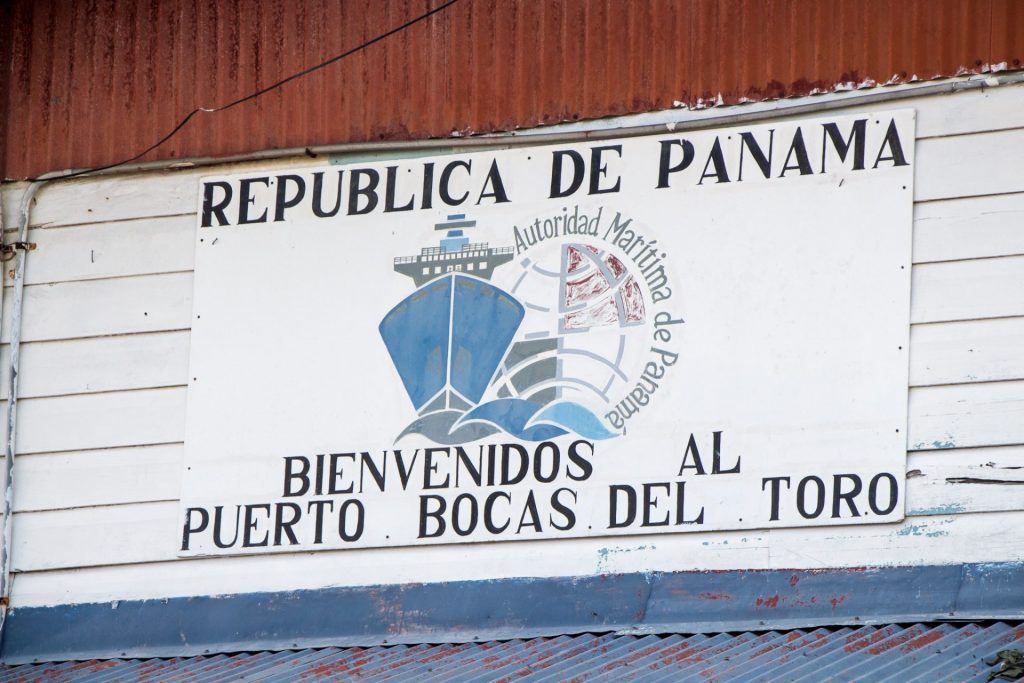 REPUBLICA DE PANAMA
Autoridad Marítima de Panamá
BIENVENIDOS AL
PUERTO BOCAS DEL TORO